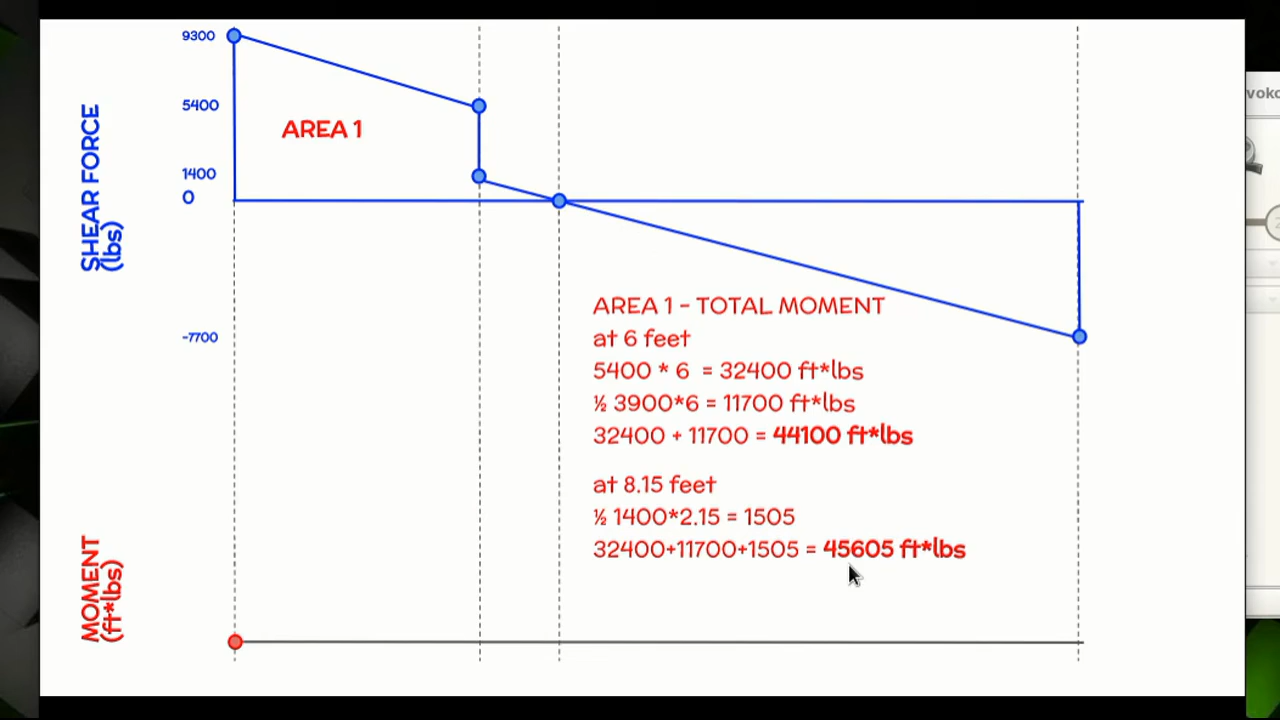 9300
5400
1400
0
-7700
SHEAR FORCE
(lbs)
AREA 1
AREA 1 - TOTAL MOMENT
at 6 feet
5400 * 6 = 32400 ft*lbs
½ 3900*6 = 11700 ft*lbs
32400 + 11700 = 44100 ft*lbs
at 8.15 feet
½ 1400*2.15 = 1505
32400+11700+1505 = 45605 ft*lbs
MOMENT
(ft*lbs)